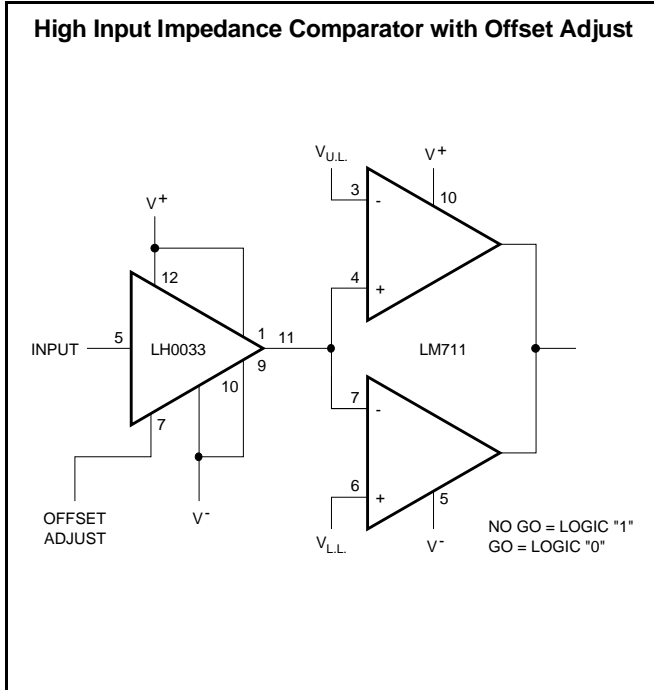 High Input Impedance Comparator with Offset Adjust
V U.L.
V+
3
-
10
V+
12
4
+
INPUT
5
LH0033
1
11
LM711
9
10
7
-
7
6
+
5
OFFSET
ADJUST
V-
V L.L.
V-
NO GO = LOGIC "1"
GO = LOGIC "0"